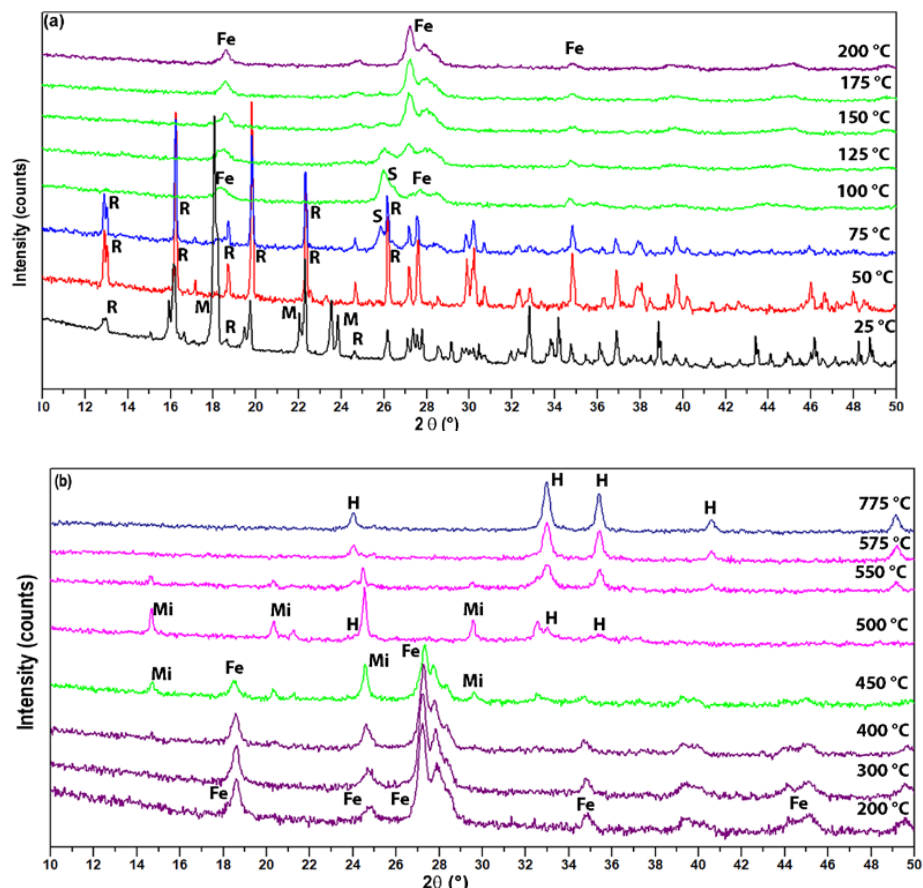 (a)
Fe Fe Fe 200 °C
175 °C
150 °C
125 °C
S 100 °C
Fe Fe
R R S R 75 °C
R R R R R R 50 °C
M M M
R R R 25 °C
10 12 14 16 18 20 22 24 26 28 30 32 34 36 38 40 42 44 46 48 50
2 θ (°)
Intensity (counts)
(b)
H H H H 775 °C
575 °C
550 °C
Mi Mi H Mi H H 500 °C
Mi Fe Mi Fe Mi 450 °C
400 °C
300 °C
Fe Fe Fe Fe Fe 200 °C
10 12 14 16 18 20 22 24 26 28 30 32 34 36 38 40 42 44 46 48 50
2θ (°)
Intensity (counts)